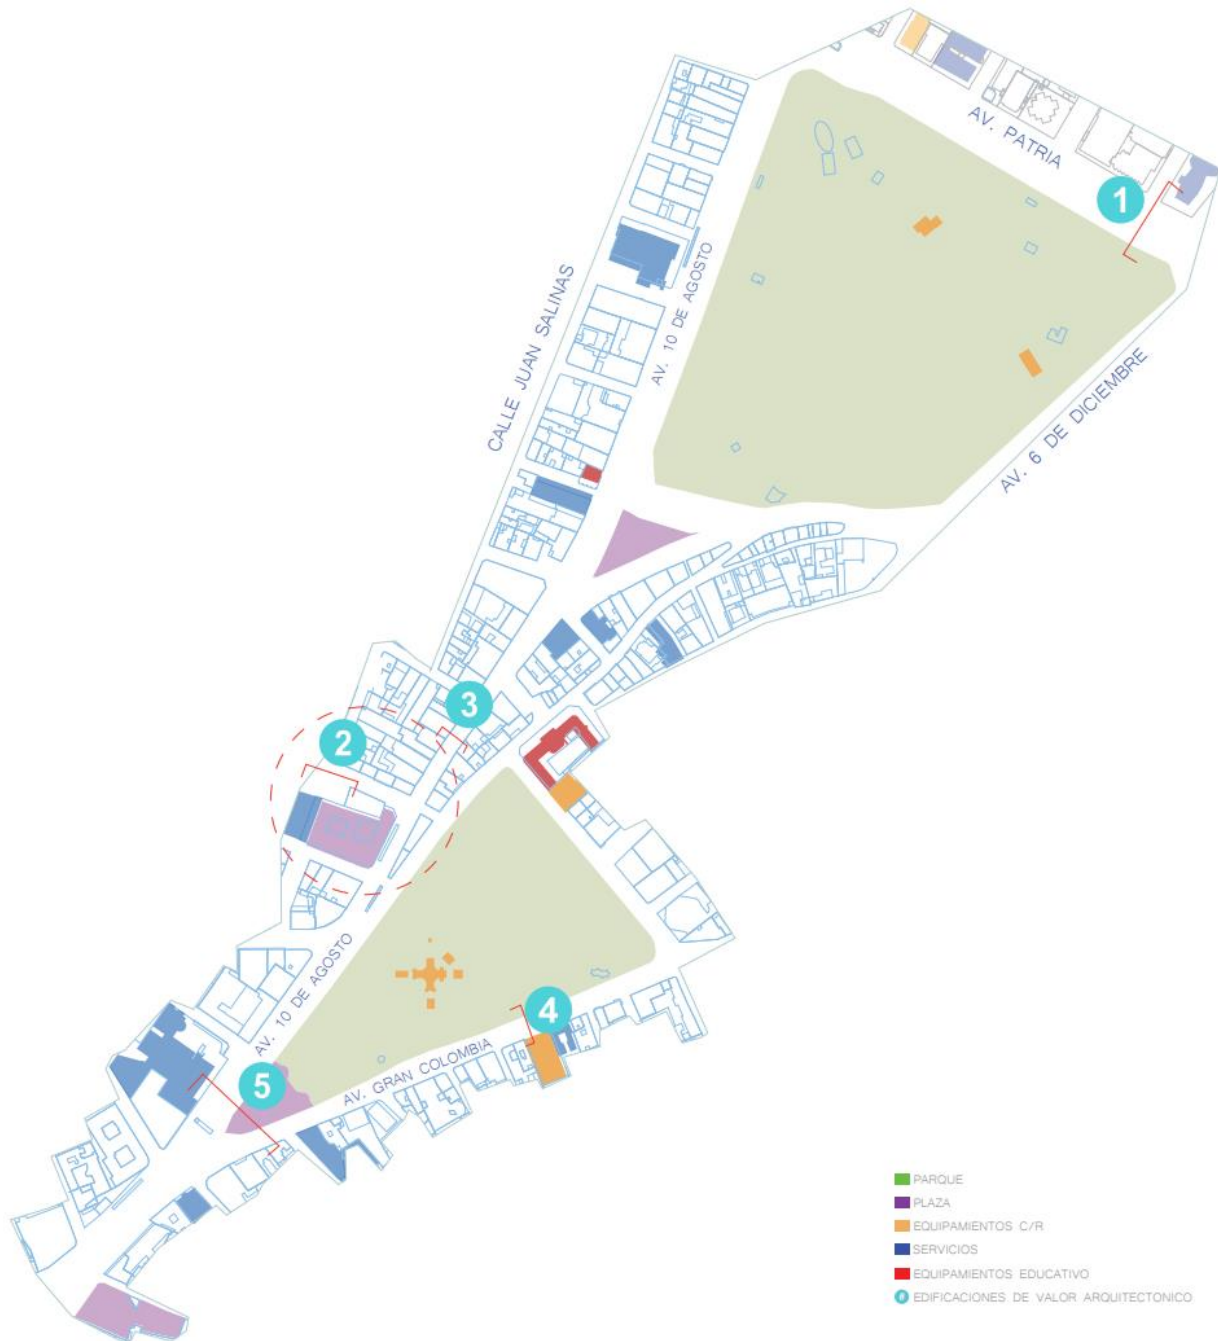 AV. PATRIA
1
CALLE JUAN SALINAS
AV. 10 DE AGOSTO
AV. 6 DE DICIEMBRE
3
2
AV. 10 DE AGOSTO
4
AV. GRAN COLOMBIA
5
PARQUE
PLAZA
EQUIPAMIENTOS C/R
SERVICIOS
EQUIPAMIENTOS EDUCATIVO
EDIFICACIONES DE VALOR ARQUITECTONICO